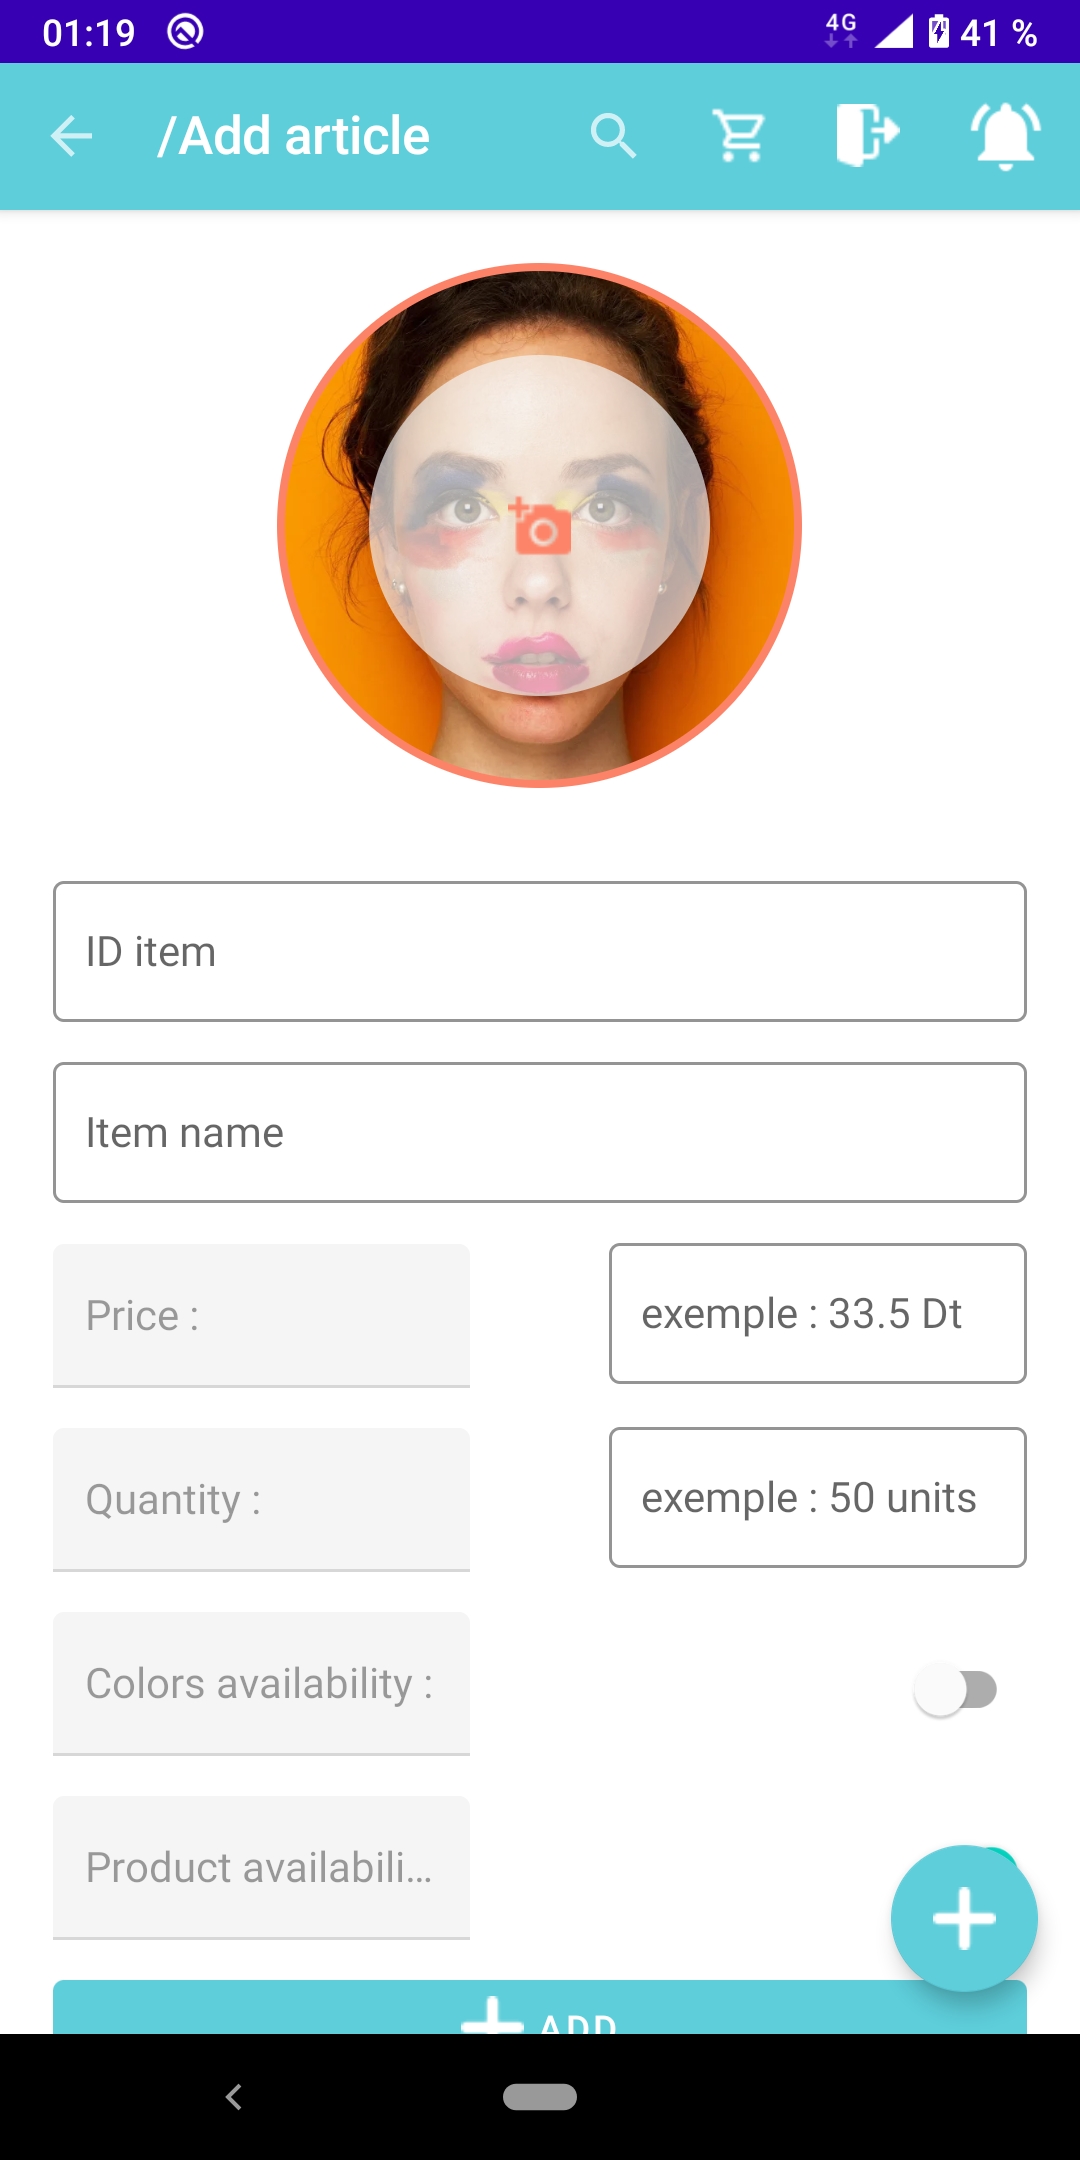 01:19
4G 41 %
/Add article
ID item
Item name
Price :
exemple : 33.5 Dt
Quantity :
exemple : 50 units
Colors availability :
Product availabili...
ADD